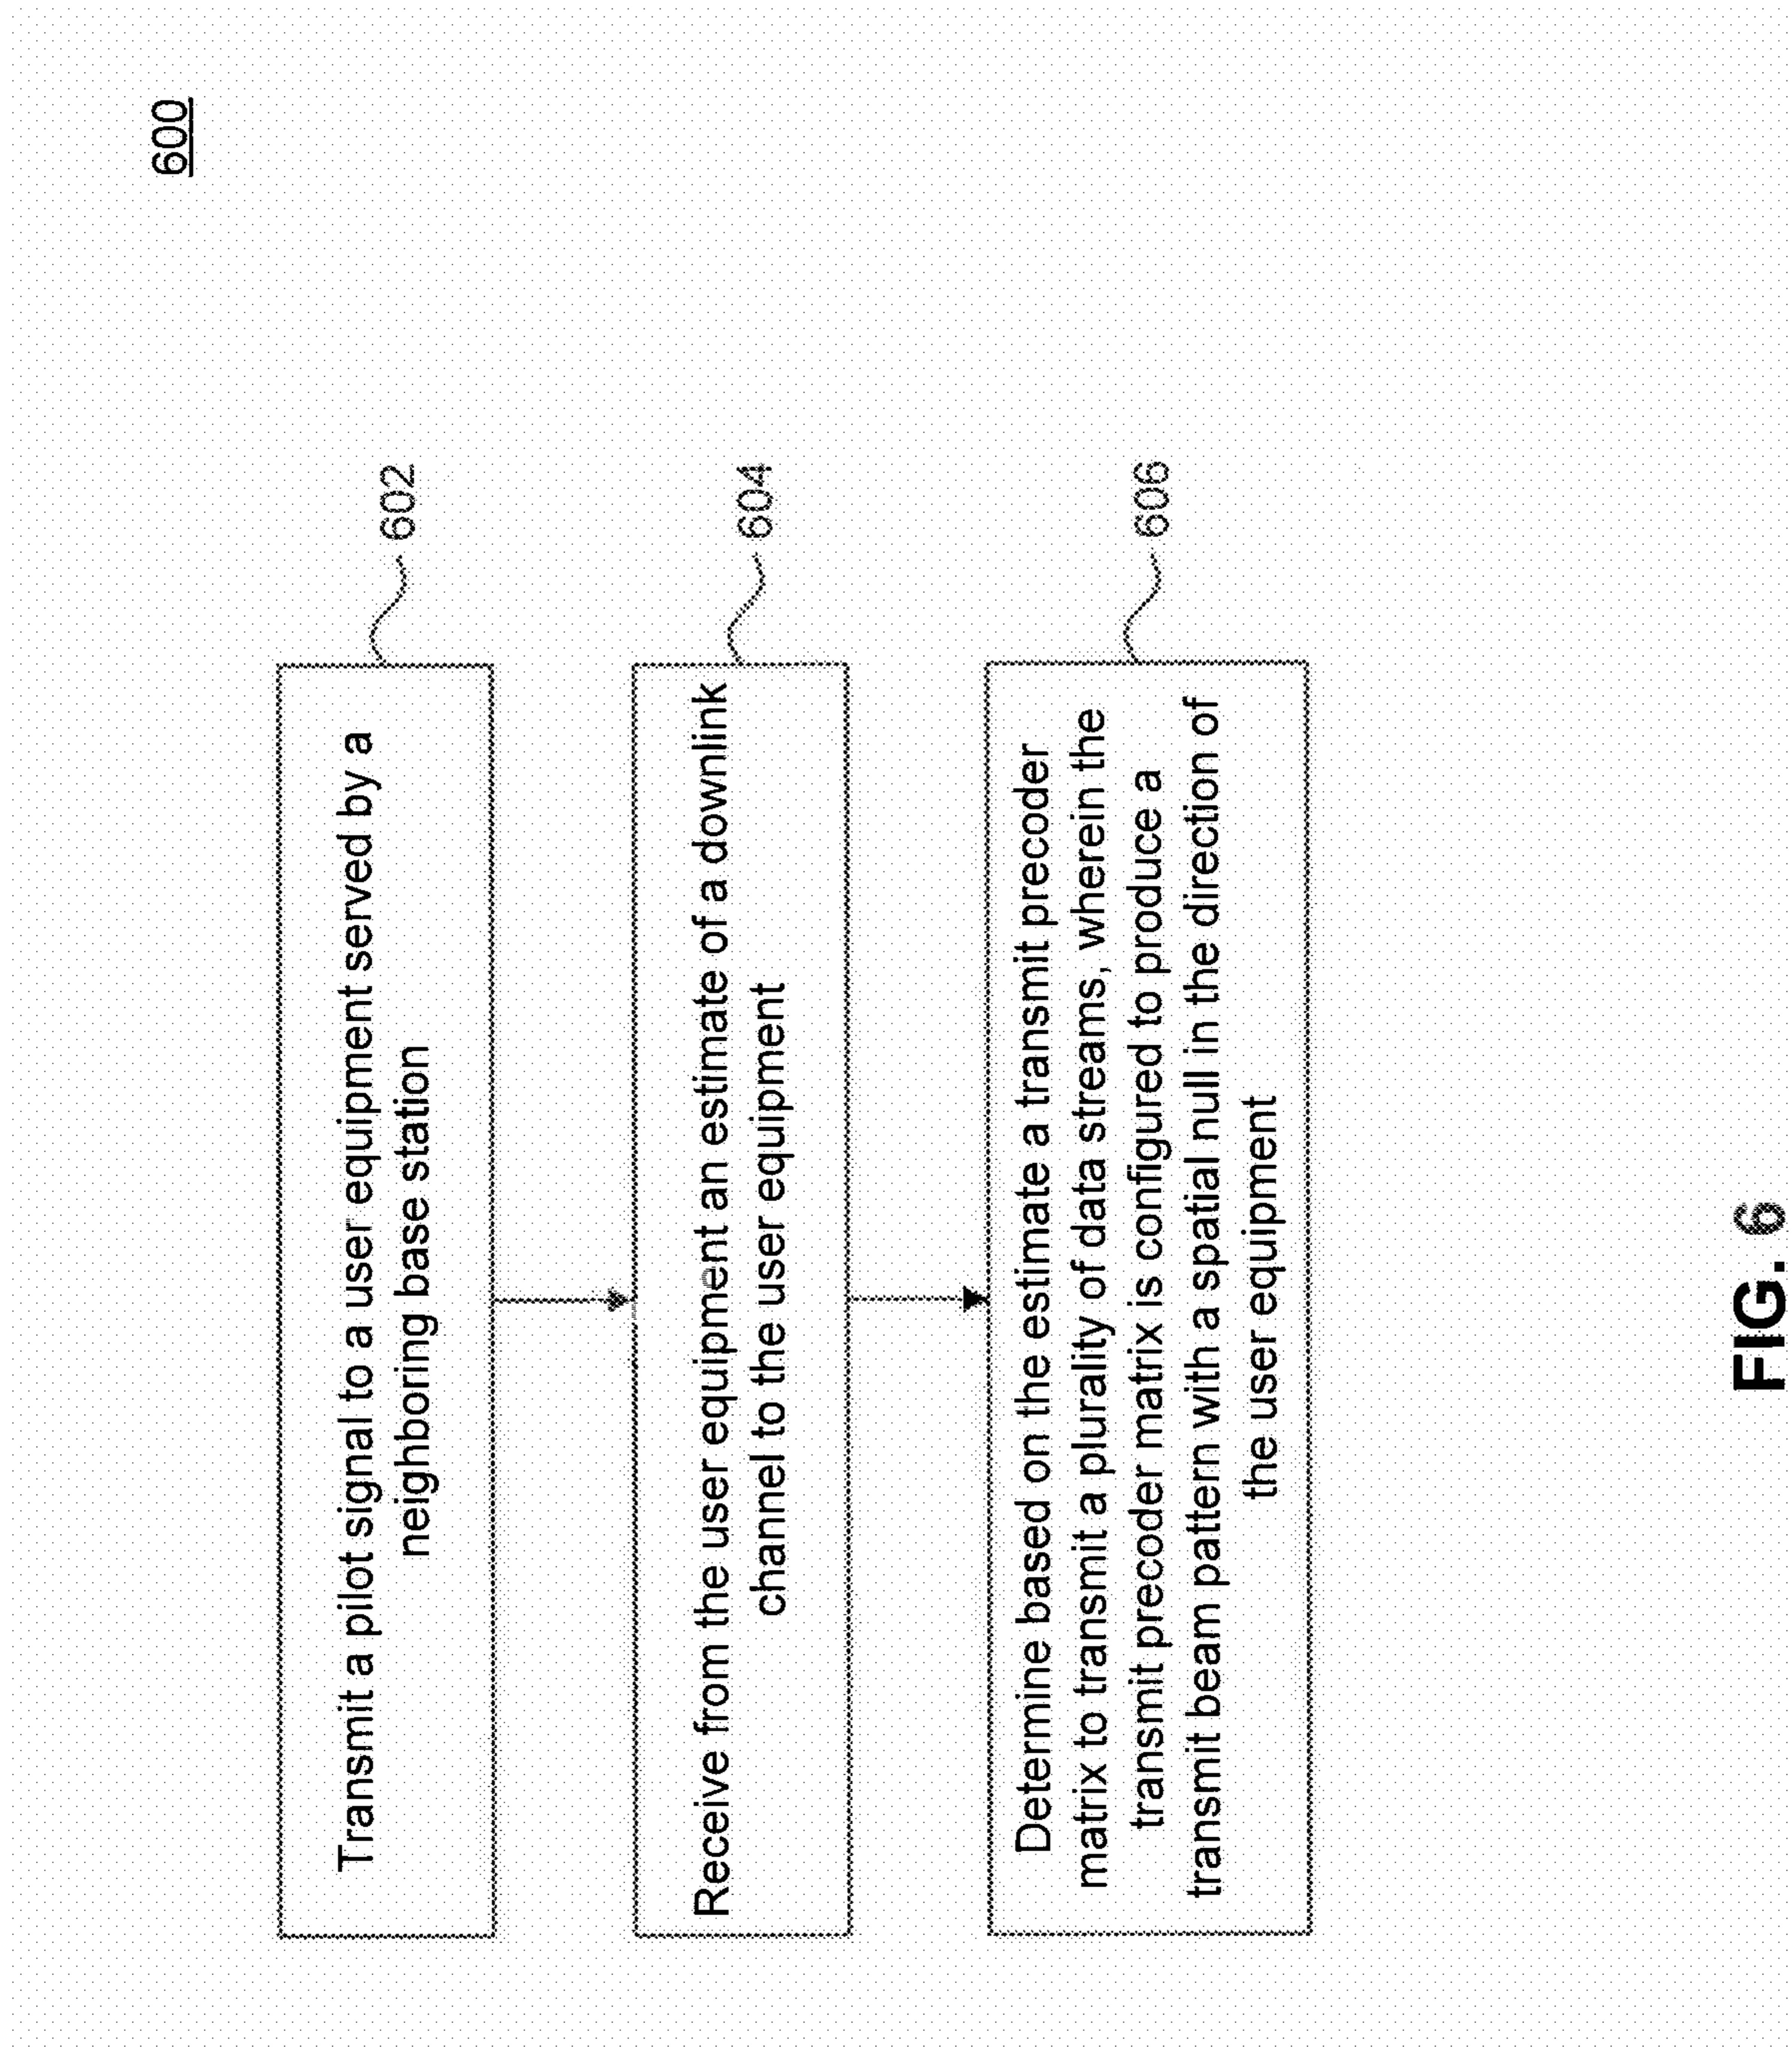 600
Transmit a pilot signal to a user equipment served by a
neighboring base station
602
Receive from the user equipment an estimate of a downlink
channel to the user equipment
604
Determine based on the estimate a transmit precoder
matrix to transmit a plurality of data streams, wherein the
transmit precoder matrix is configured to produce a
transmit beam pattern with a spatial null in the direction of
the user equipment
606
FIG. 6